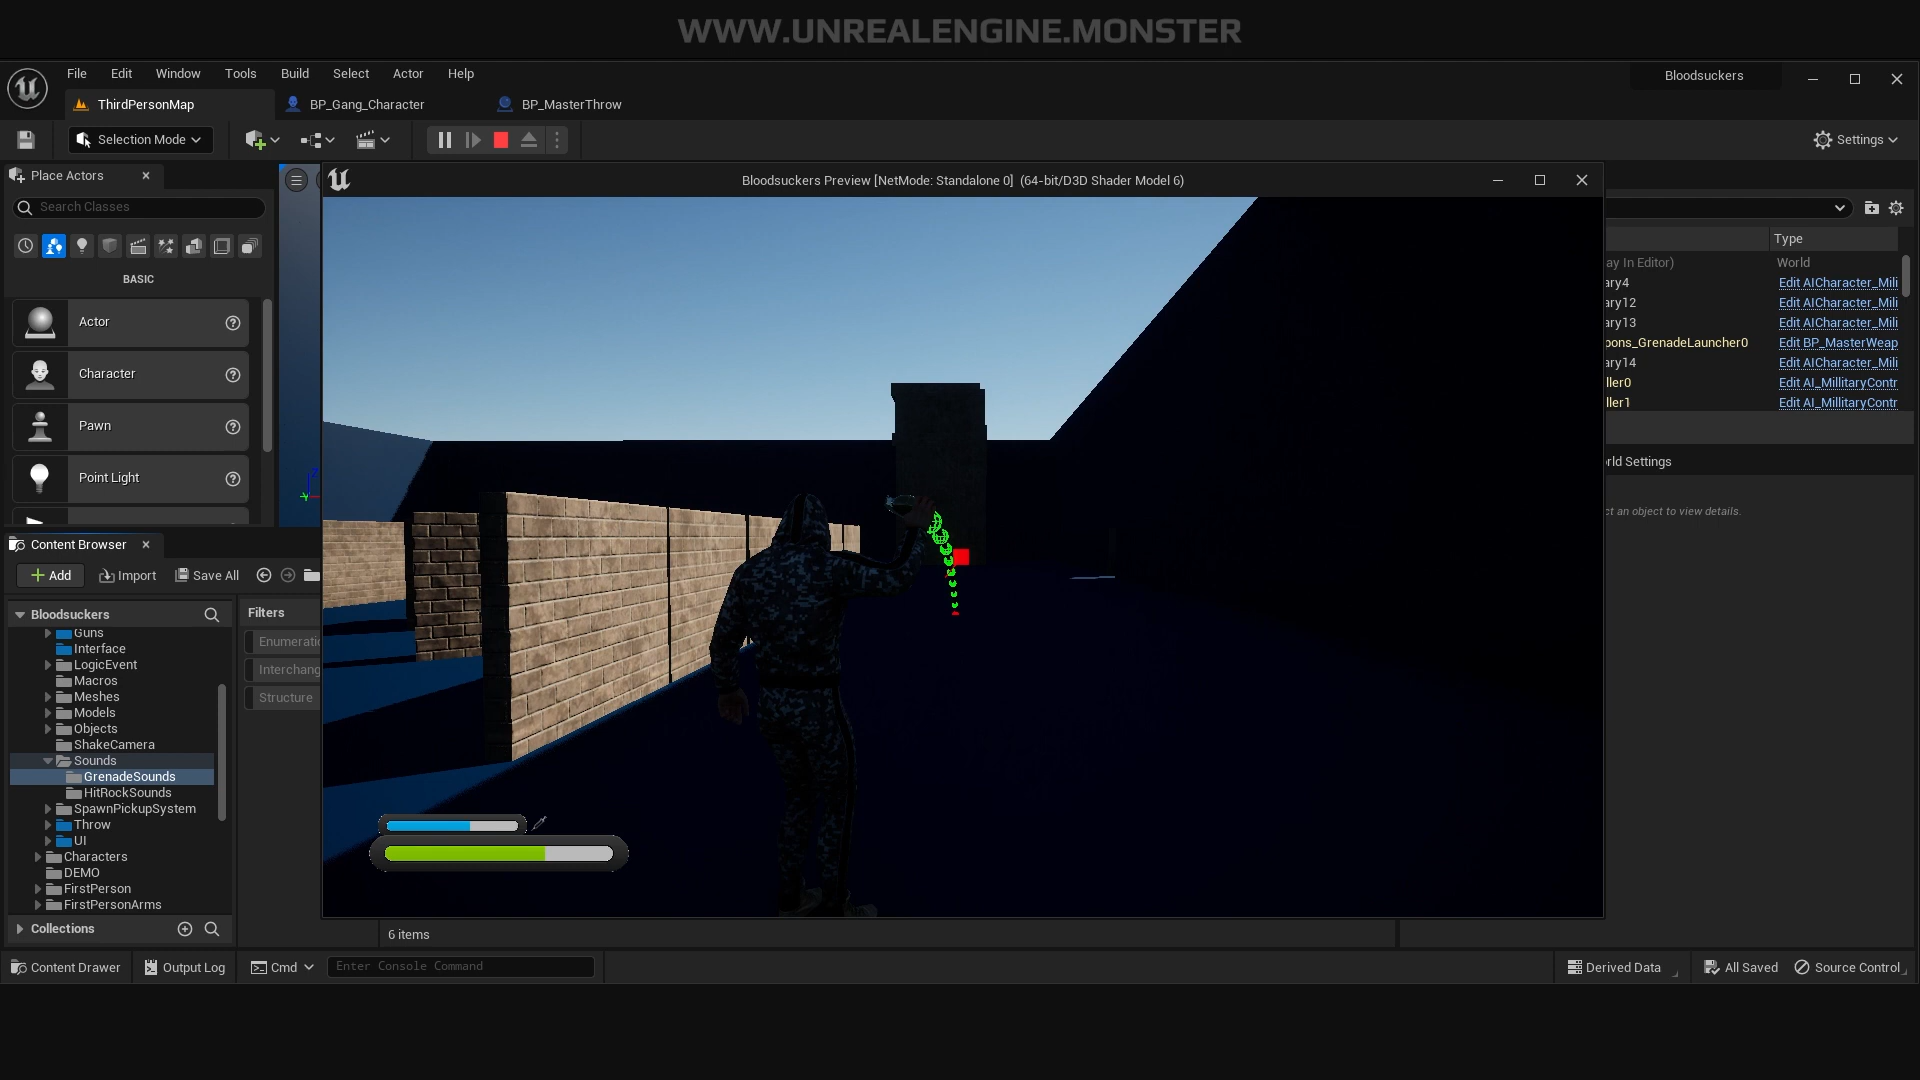 WWW.UNREALENGINE.MONSTER
File Edit Window Tools Build Select Actor Help
Bloodsuckers
ThirdPersonMap
BP_Gang_Character
BP_MasterThrow
Selection Mode
Settings
Place Actors
Bloodsuckers Preview [NetMode: Standalone 0] (64-bit/D3D Shader Model 6)
Search Classes
BASIC
Actor
Character
Pawn
Point Light
Type
ay In Editor) World
ary4 Edit AICharacter_Mili
ary12 Edit AICharacter_Mili
ary13 Edit AICharacter_Mili
pons_GrenadeLauncher0 Edit BP_MasterWeap
ary14 Edit AICharacter_Mili
ller0 Edit AI_MillitaryContr
ller1 Edit AI_MillitaryContr
rld Settings
ct an object to view details.
Content Browser
Add Import Save All
Bloodsuckers
Guns
Interface
LogicEvent
Macros
Meshes
Models
Objects
ShakeCamera
Sounds
GrenadeSounds
HitRockSounds
SpawnPickupSystem
Throw
UI
Characters
DEMO
FirstPerson
FirstPersonArms
Collections
Filters
Enumeratio
Interchang
Structure
6 items
Content Drawer Output Log Cmd Enter Console Command
Derived Data All Saved Source Control